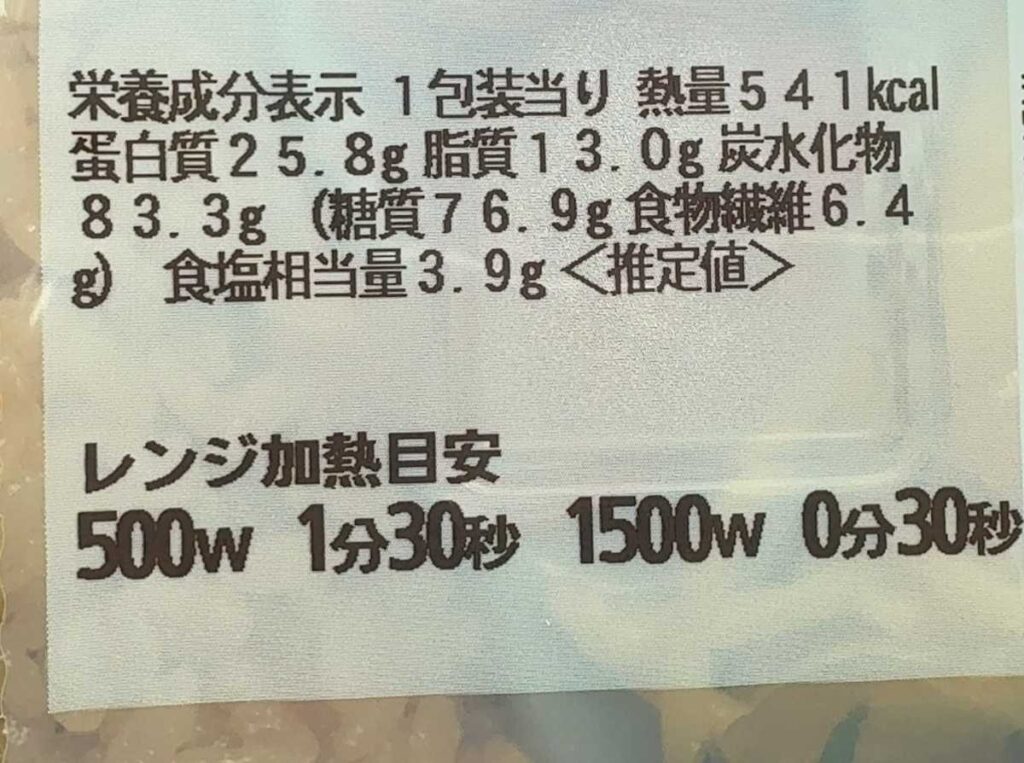 栄養成分表示 1包装当り 熱量541kcal
蛋白質25.8g 脂質13.0g 炭水化物
83.3g (糖質76.9g 食物繊維6.4
g) 食塩相当量3.9g<推定値>
レンジ加熱目安
500W 1分30秒 1500W 0分30秒